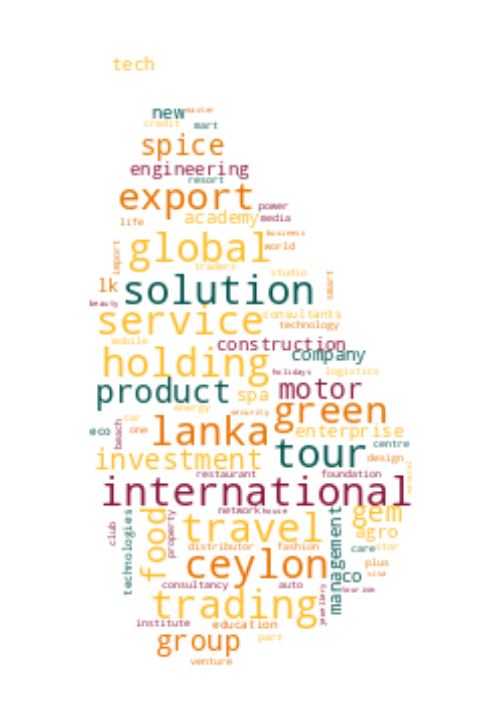 tech
new easier
credit mart
spice
engineering
resort
export power
life academy media
business
global world
import traders
studio
lk solution smart
beauty
service consultants
technology
mobile construction
holding company
holidays logistics
product spa motor
energy security green
car
eco beach one lanka enterprise
tour centre
investment design
natural
restaurant foundation
international
network house gem
club technologies food property travel management agro
distributor fashion care star
ceylon plus
co visa
consultancy auto tourism
trading jewellery
institute education
group part
venture